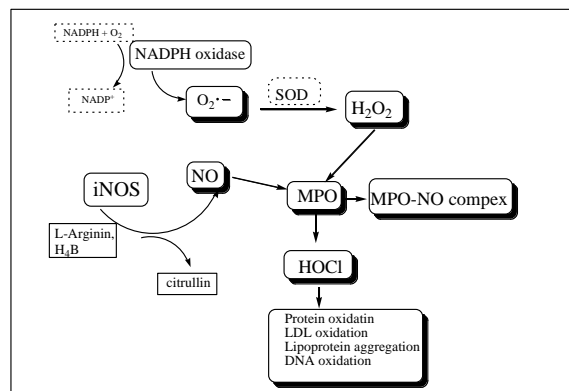 NADPH + O₂
NADPH oxidase
NADP⁺
O₂·−
SOD
H₂O₂
iNOS
NO
MPO
MPO-NO compex
L-Arginin,
H₄B
citrullin
HOCl
Protein oxidatin
LDL oxidation
Lipoprotein aggregation
DNA oxidation